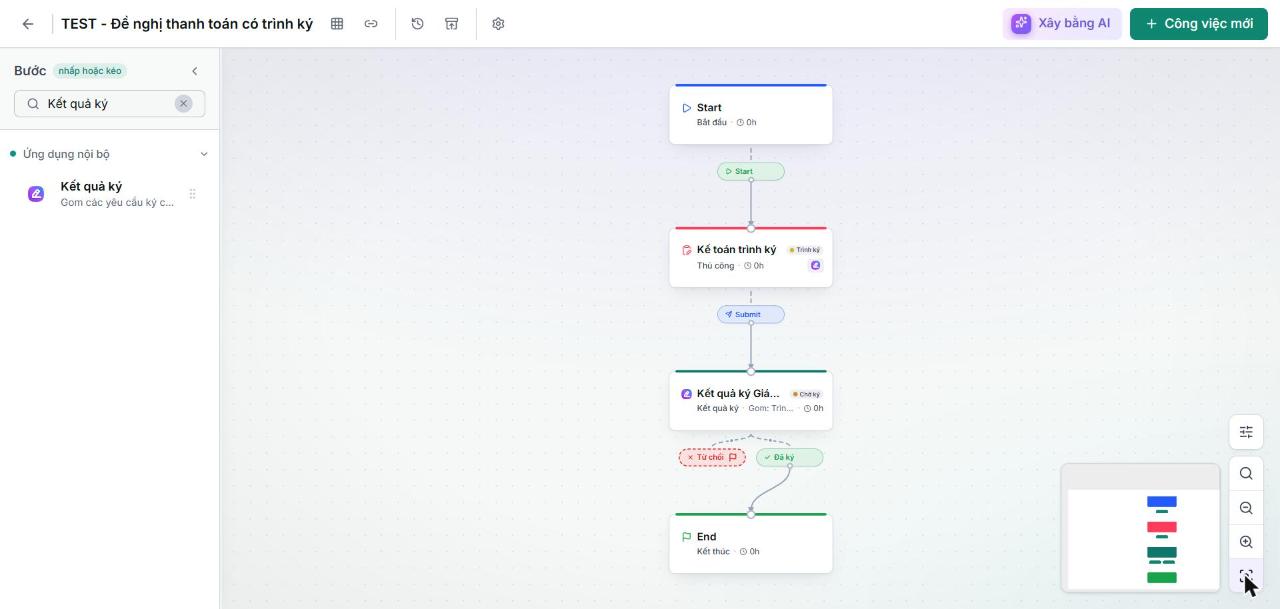 TEST - Đề nghị thanh toán có trình ký
Xây bằng AI
Công việc mới
Bước
nhấp hoặc kéo
Kết quả ký
Ứng dụng nội bộ
Kết quả ký
Gom các yêu cầu ký c...
Start
Bắt đầu · 0h
Start
Kế toán trình ký
Trình ký
Thủ công · 0h
Submit
Kết quả ký Giá...
Chờ ký
Kết quả ký · Gom: Trìn... · 0h
Từ chối
Đã ký
End
Kết thúc · 0h